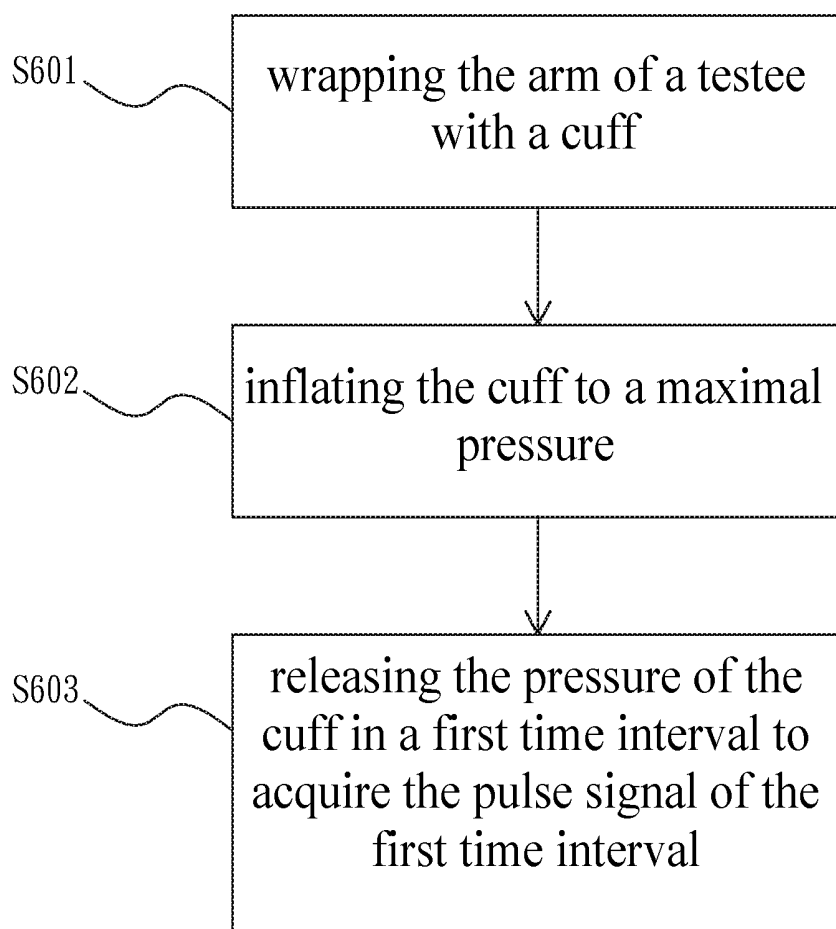 S601
wrapping the arm of a testee
with a cuff
S602
inflating the cuff to a maximal
pressure
S603
releasing the pressure of the
cuff in a first time interval to
acquire the pulse signal of the
first time interval